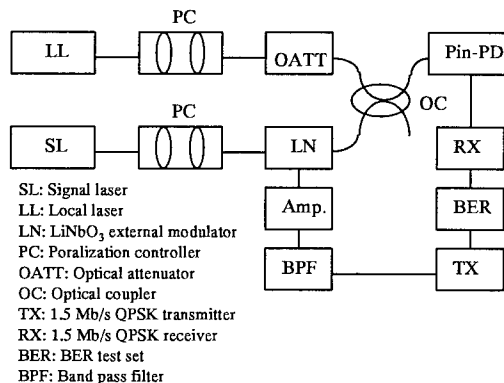 PC
LL
OATT
Pin-PD
OC
PC
SL
LN
RX
Amp.
BER
BPF
TX
SL: Signal laser
LL: Local laser
LN: LiNbO3 external modulator
PC: Poralization controller
OATT: Optical attenuator
OC: Optical coupler
TX: 1.5 Mb/s QPSK transmitter
RX: 1.5 Mb/s QPSK receiver
BER: BER test set
BPF: Band pass filter